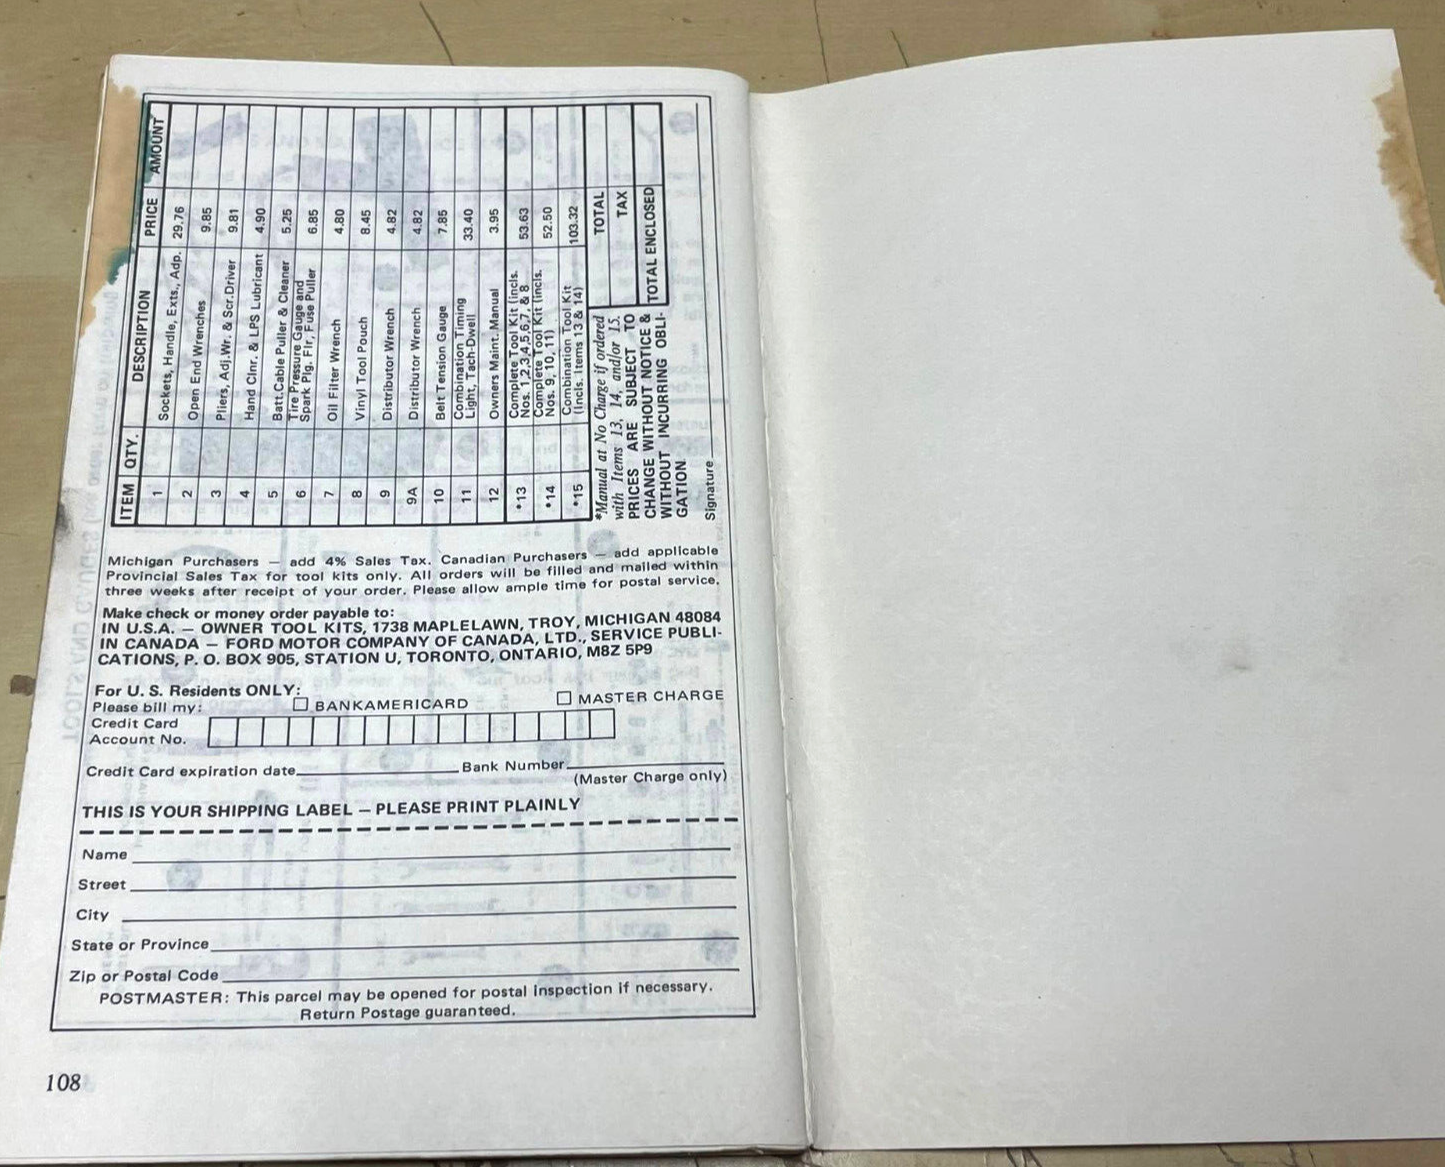 ITEM QTY. DESCRIPTION PRICE AMOUNT
1 Sockets, Handle, Exts., Adp. 29.76
2 Open End Wrenches 9.85
3 Pliers, Adj.Wr. & Scr.Driver 9.81
4 Hand Clnr. & LPS Lubricant 4.90
5 Batt.Cable Puller & Cleaner 5.25
6 Tire Pressure Gauge and
Spark Plg. Flr, Fuse Puller 6.85
7 Oil Filter Wrench 4.80
8 Vinyl Tool Pouch 8.45
9 Distributor Wrench 4.82
9A Distributor Wrench 4.82
10 Belt Tension Gauge 7.85
11 Combination Timing
Light, Tach-Dwell 33.40
12 Owners Maint. Manual 3.95
*13 Complete Tool Kit (incls.
Nos. 1,2,3,4,5,6,7, & 8 53.63
*14 Complete Tool Kit (incls.
Nos. 9, 10, 11) 52.50
*15 Combination Tool Kit
(Incls. Items 13 & 14) 103.32
*Manual at No Charge if ordered
with Items 13, 14, and/or 15.
PRICES ARE SUBJECT TO
CHANGE WITHOUT NOTICE &
WITHOUT INCURRING OBLI-
GATION.
TOTAL
TAX
TOTAL ENCLOSED
Signature
Michigan Purchasers — add 4% Sales Tax. Canadian Purchasers — add applicable
Provincial Sales Tax for tool kits only. All orders will be filled and mailed within
three weeks after receipt of your order. Please allow ample time for postal service.
Make check or money order payable to:
IN U.S.A. — OWNER TOOL KITS, 1738 MAPLELAWN, TROY, MICHIGAN 48084
IN CANADA — FORD MOTOR COMPANY OF CANADA, LTD., SERVICE PUBLI-
CATIONS, P. O. BOX 905, STATION U, TORONTO, ONTARIO, M8Z 5P9
For U. S. Residents ONLY:
Please bill my: BANKAMERICARD MASTER CHARGE
Credit Card
Account No.
Credit Card expiration date Bank Number
(Master Charge only)
THIS IS YOUR SHIPPING LABEL — PLEASE PRINT PLAINLY
Name
Street
City
State or Province
Zip or Postal Code
POSTMASTER: This parcel may be opened for postal inspection if necessary.
Return Postage guaranteed.
108